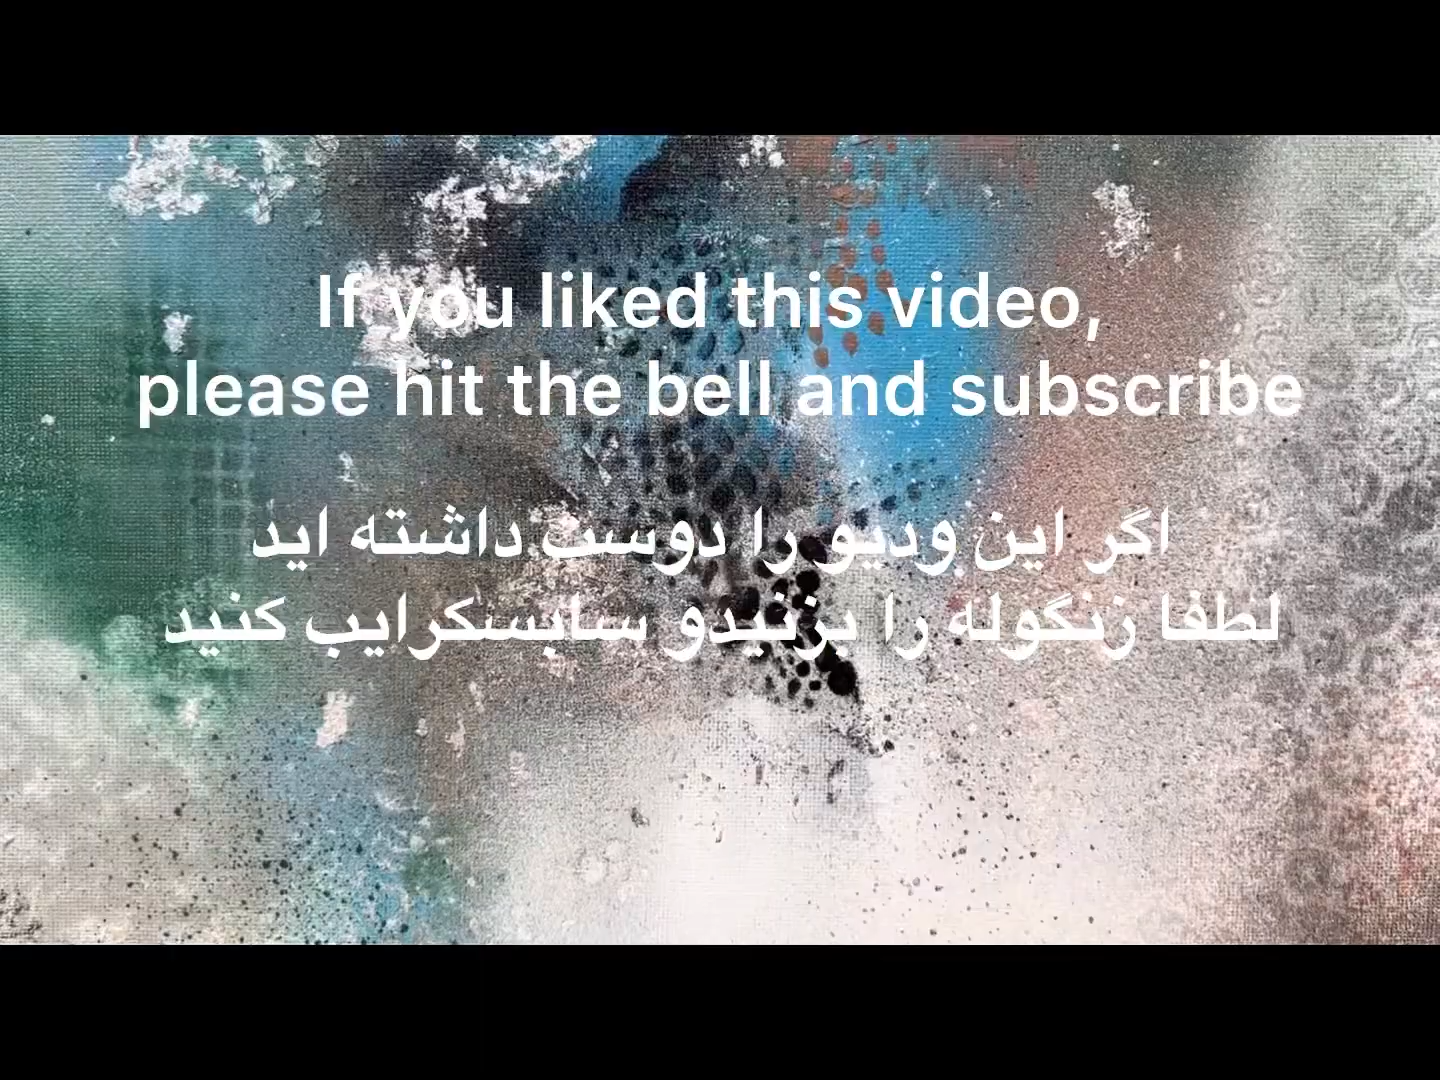 If you liked this video,
please hit the bell and subscribe
اگر این ودیو را دوست داشته اید
لطفا زنگوله را بزنیدو سابسکرایب کنید